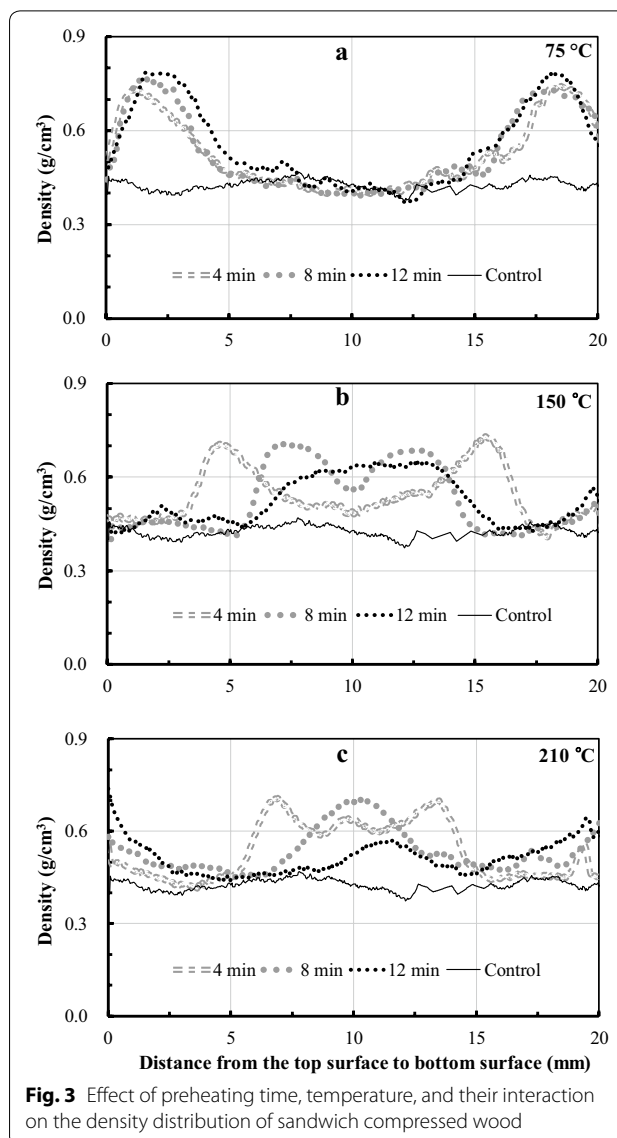 0.9
a
75 °C
0.6
Density (g/cm³)
0.3
4 min 8 min 12 min Control
0.0
0 5 10 15 20
0.9
b
150 °C
0.6
Density (g/cm³)
0.3
4 min 8 min 12 min Control
0.0
0 5 10 15 20
0.9
c
210 °C
0.6
Density (g/cm³)
0.3
4 min 8 min 12 min Control
0.0
0 5 10 15 20
Distance from the top surface to bottom surface (mm)
Fig. 3 Effect of preheating time, temperature, and their interaction
on the density distribution of sandwich compressed wood